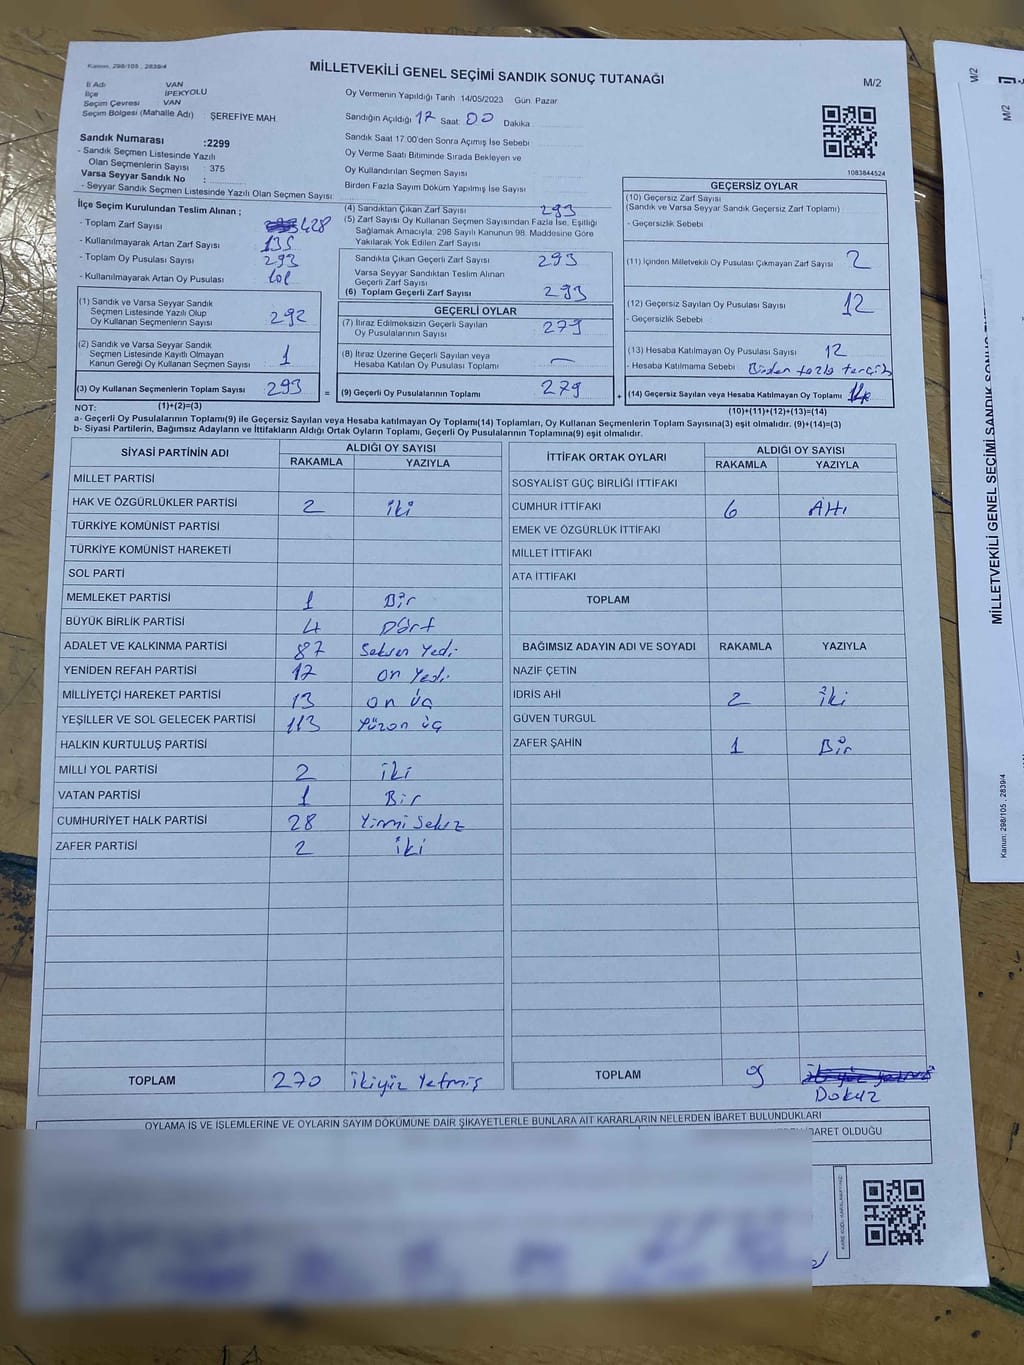 Kanun: 298/105 , 2839/4
MİLLETVEKİLİ GENEL SEÇİMİ SANDIK SONUÇ TUTANAĞI
M/2
İl Adı VAN
İlçe İPEKYOLU
Seçim Çevresi VAN
Seçim Bölgesi (Mahalle Adı) : ŞEREFİYE MAH.
Oy Vermenin Yapıldığı Tarih 14/05/2023 Gün: Pazar
Sandığın Açıldığı 17 Saat 00 Dakika
Sandık Saat 17:00'den Sonra Açımış İse Sebebi
Oy Verme Saati Bitiminde Sırada Bekleyen ve
Oy Kullandırılan Seçmen Sayısı
Birden Fazla Sayım Döküm Yapılmış İse Sayısı
1083844524
Sandık Numarası :2299
- Sandık Seçmen Listesinde Yazılı
Olan Seçmenlerin Sayısı : 375
Varsa Seyyar Sandık No :
- Seyyar Sandık Seçmen Listesinde Yazılı Olan Seçmen Sayısı:
İlçe Seçim Kurulundan Teslim Alınan ;
- Toplam Zarf Sayısı 428
- Kullanılmayarak Artan Zarf Sayısı 135
- Toplam Oy Pusulası Sayısı 293
- Kullanılmayarak Artan Oy Pusulası
(1) Sandık ve Varsa Seyyar Sandık
Seçmen Listesinde Yazılı Olup
Oy Kullanan Seçmenlerin Sayısı 292
(2) Sandık ve Varsa Seyyar Sandık
Seçmen Listesinde Kayıtlı Olmayan
Kanun Gereği Oy Kullanan Seçmen Sayısı 1
(3) Oy Kullanan Seçmenlerin Toplam Sayısı 293
(1)+(2)=(3)
(4) Sandıktan Çıkan Zarf Sayısı 293
(5) Zarf Sayısı Oy Kullanan Seçmen Sayısından Fazla İse, Eşitliği
Sağlamak Amacıyla, 298 Sayılı Kanunun 98. Maddesine Göre
Yakılarak Yok Edilen Zarf Sayısı
Sandıkta Çıkan Geçerli Zarf Sayısı 293
Varsa Seyyar Sandıktan Teslim Alınan
Geçerli Zarf Sayısı
(6) Toplam Geçerli Zarf Sayısı 293
GEÇERLİ OYLAR
(7) İtiraz Edilmeksizin Geçerli Sayılan
Oy Pusulalarının Sayısı 279
(8) İtiraz Üzerine Geçerli Sayılan veya
Hesaba Katılan Oy Pusulası Toplamı —
= (9) Geçerli Oy Pusulalarının Toplamı 279 +
GEÇERSİZ OYLAR
(10) Geçersiz Zarf Sayısı
(Sandık ve Varsa Seyyar Sandık Geçersiz Zarf Toplamı)
- Geçersizlik Sebebi
(11) İçinden Milletvekili Oy Pusulası Çıkmayan Zarf Sayısı 2
(12) Geçersiz Sayılan Oy Pusulası Sayısı 12
- Geçersizlik Sebebi
(13) Hesaba Katılmayan Oy Pusulası Sayısı 12
- Hesaba Katılmama Sebebi Birden fazla tercih
(14) Geçersiz Sayılan veya Hesaba Katılmayan Oy Toplamı 14
(10)+(11)+(12)+(13)=(14)
NOT:
a- Geçerli Oy Pusulalarının Toplamı(9) ile Geçersiz Sayılan veya Hesaba katılmayan Oy Toplamı(14) Toplamları, Oy Kullanan Seçmenlerin Toplam Sayısına(3) eşit olmalıdır. (9)+(14)=(3)
b- Siyasi Partilerin, Bağımsız Adayların ve İttifakların Aldığı Ortak Oyların Toplamı, Geçerli Oy Pusulalarının Toplamına(9) eşit olmalıdır.
SİYASİ PARTİNİN ADI ALDIĞI OY SAYISI
RAKAMLA YAZIYLA
MİLLET PARTİSİ
HAK VE ÖZGÜRLÜKLER PARTİSİ 2 iki
TÜRKİYE KOMÜNİST PARTİSİ
TÜRKİYE KOMÜNİST HAREKETİ
SOL PARTİ
MEMLEKET PARTİSİ 1 Bir
BÜYÜK BİRLİK PARTİSİ 4 Dört
ADALET VE KALKINMA PARTİSİ 87 Seksen Yedi
YENİDEN REFAH PARTİSİ 17 on Yedi
MİLLİYETÇİ HAREKET PARTİSİ 13 on üç
YEŞİLLER VE SOL GELECEK PARTİSİ 113 Yüzon üç
HALKIN KURTULUŞ PARTİSİ
MİLLİ YOL PARTİSİ 2 iki
VATAN PARTİSİ 1 Bir
CUMHURİYET HALK PARTİSİ 28 Yirmi Sekiz
ZAFER PARTİSİ 2 iki
TOPLAM 270 ikiyüz Yetmiş
İTTİFAK ORTAK OYLARI ALDIĞI OY SAYISI
RAKAMLA YAZIYLA
SOSYALİST GÜÇ BİRLİĞİ İTTİFAKI
CUMHUR İTTİFAKI 6 Altı
EMEK VE ÖZGÜRLÜK İTTİFAKI
MİLLET İTTİFAKI
ATA İTTİFAKI
TOPLAM
BAĞIMSIZ ADAYIN ADI VE SOYADI RAKAMLA YAZIYLA
NAZİF ÇETİN
İDRİS AHİ 2 iki
GÜVEN TURGUL
ZAFER ŞAHİN 1 Bir
TOPLAM 9
Dokuz
OYLAMA İŞ VE İŞLEMLERİNE VE OYLARIN SAYIM DÖKÜMÜNE DAİR ŞİKAYETLERLE BUNLARA AİT KARARLARIN NELERDEN İBARET BULUNDUKLARI
İBARET OLDUĞU
M/2
M/2
MİLLETVEKİLİ GENEL SEÇİMİ SANDIK SONUÇ
MİLLETVEKİLİ GENEL SEÇİMİ
Kanun: 298/105 , 2839/4